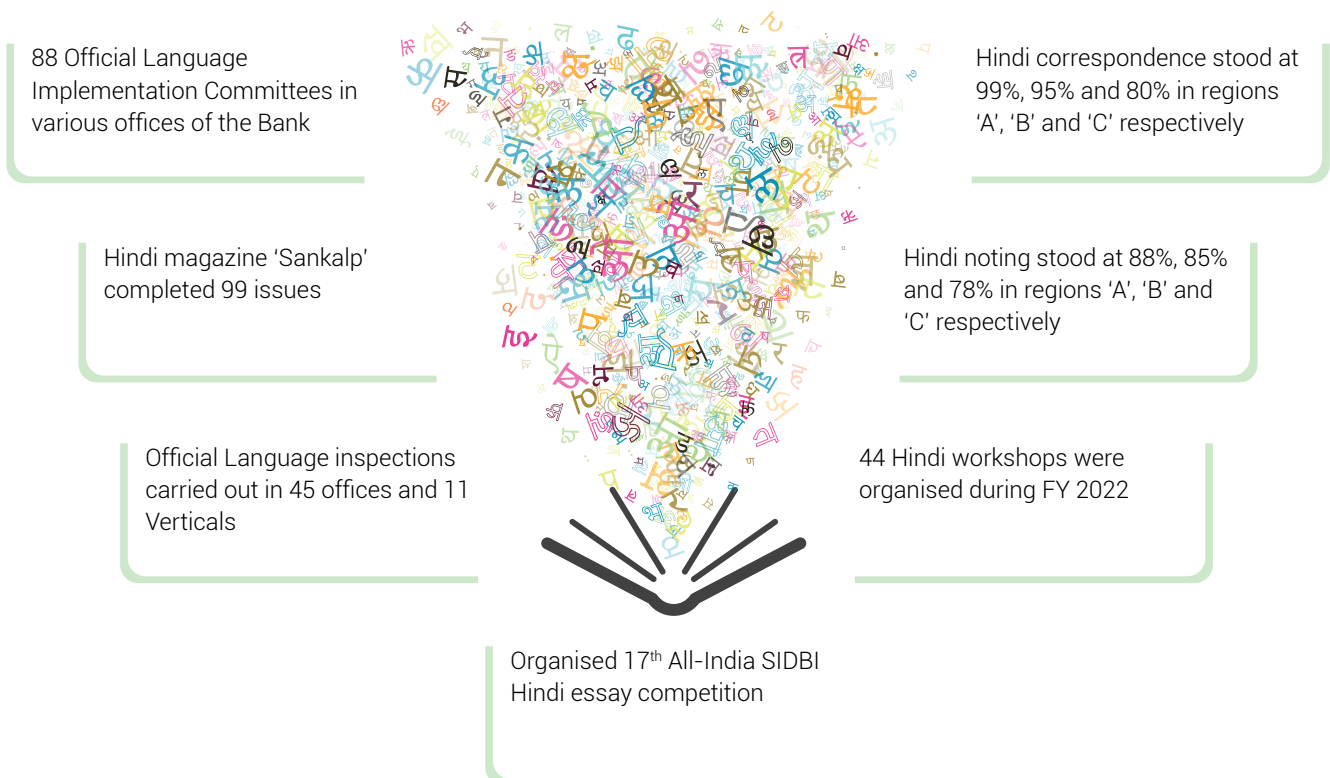 88 Official Language
Implementation Committees in
various offices of the Bank
Hindi correspondence stood at
99%, 95% and 80% in regions
‘A’, ‘B’ and ‘C’ respectively
Hindi magazine ‘Sankalp’
completed 99 issues
Hindi noting stood at 88%, 85%
and 78% in regions ‘A’, ‘B’ and
‘C’ respectively
Official Language inspections
carried out in 45 offices and 11
Verticals
44 Hindi workshops were
organised during FY 2022
Organised 17th All-India SIDBI
Hindi essay competition